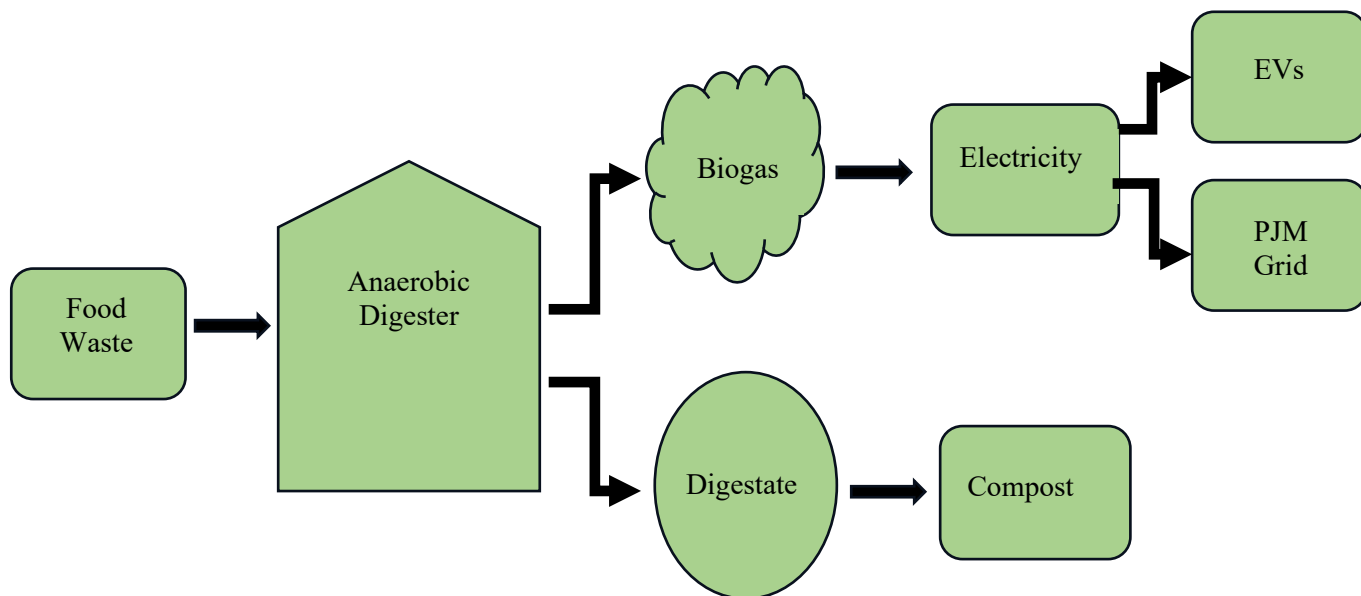 Food
Waste
Anaerobic
Digester
Biogas
Digestate
Electricity
Compost
EVs
PJM
Grid